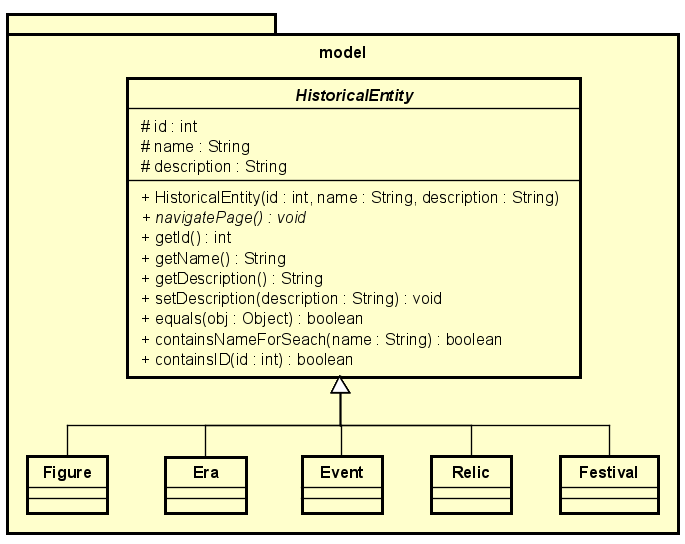 model
HistoricalEntity
# id : int
# name : String
# description : String
+ HistoricalEntity(id : int, name : String, description : String)
+ navigatePage() : void
+ getId() : int
+ getName() : String
+ getDescription() : String
+ setDescription(description : String) : void
+ equals(obj : Object) : boolean
+ containsNameForSeach(name : String) : boolean
+ containsID(id : int) : boolean
Figure Era Event Relic Festival